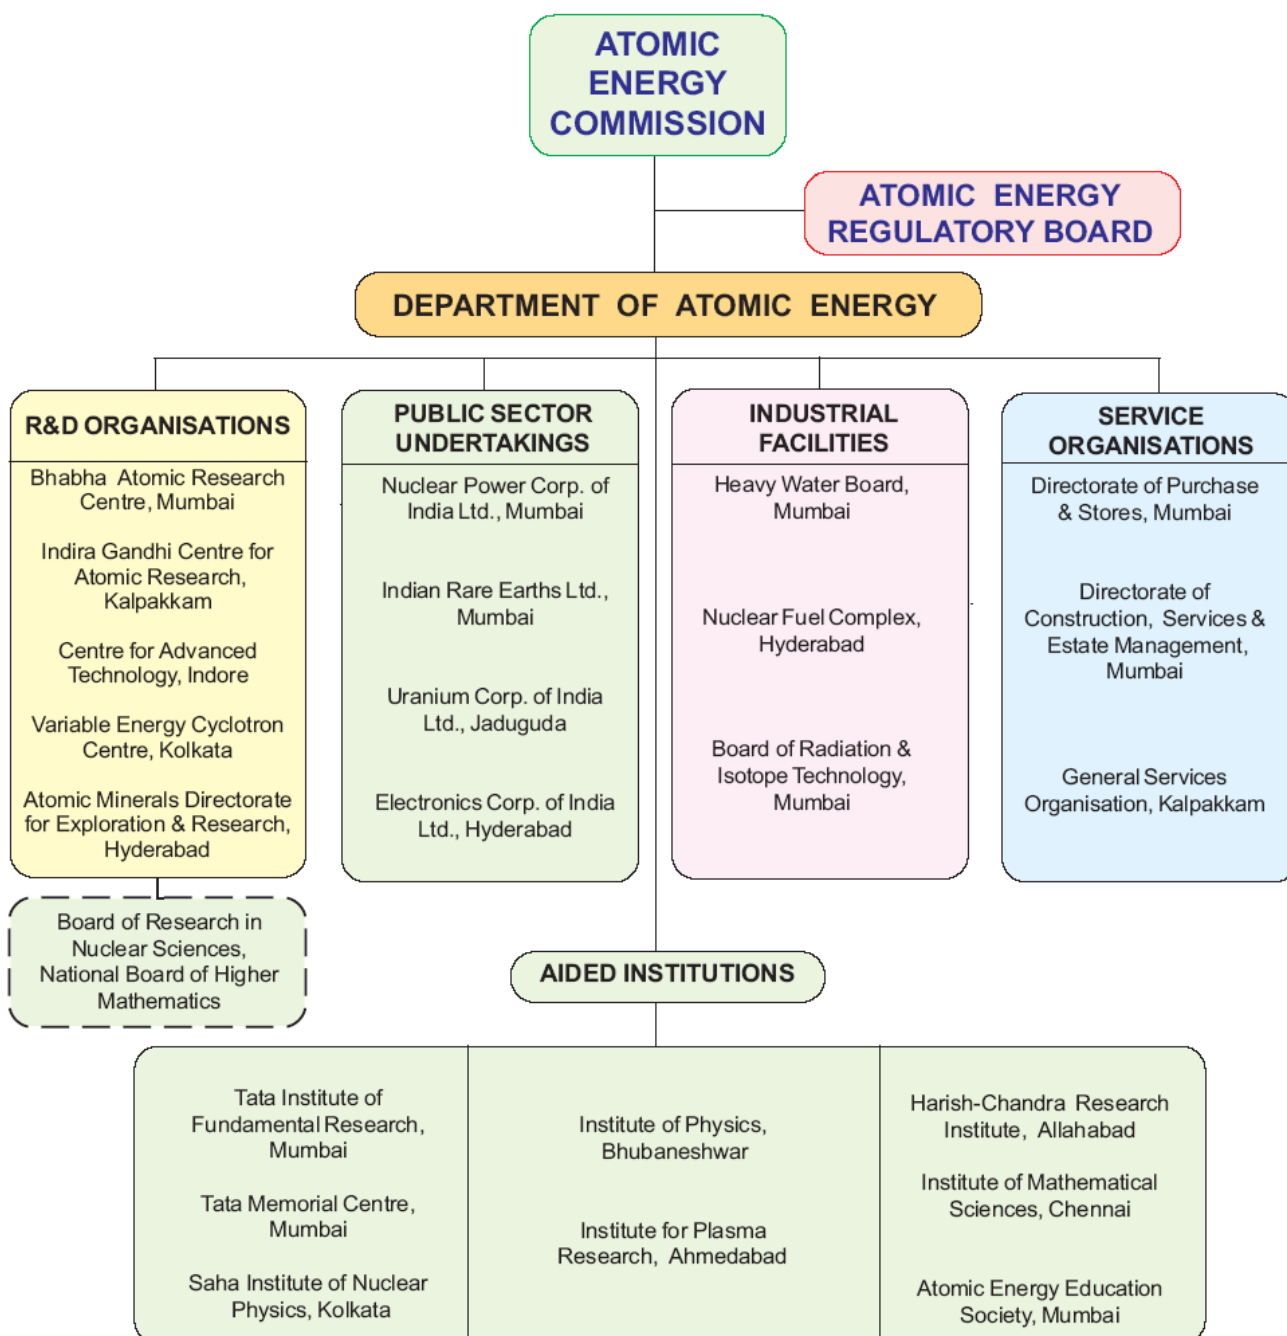 ATOMIC
ENERGY
COMMISSION
ATOMIC ENERGY
REGULATORY BOARD
DEPARTMENT OF ATOMIC ENERGY
R&D ORGANISATIONS
Bhabha Atomic Research
Centre, Mumbai
Indira Gandhi Centre for
Atomic Research,
Kalpakkam
Centre for Advanced
Technology, Indore
Variable Energy Cyclotron
Centre, Kolkata
Atomic Minerals Directorate
for Exploration & Research,
Hyderabad
Board of Research in
Nuclear Sciences,
National Board of Higher
Mathematics
PUBLIC SECTOR
UNDERTAKINGS
Nuclear Power Corp. of
India Ltd., Mumbai
Indian Rare Earths Ltd.,
Mumbai
Uranium Corp. of India
Ltd., Jaduguda
Electronics Corp. of India
Ltd., Hyderabad
INDUSTRIAL
FACILITIES
Heavy Water Board,
Mumbai
Nuclear Fuel Complex,
Hyderabad
Board of Radiation &
Isotope Technology,
Mumbai
SERVICE
ORGANISATIONS
Directorate of Purchase
& Stores, Mumbai
Directorate of
Construction, Services &
Estate Management,
Mumbai
General Services
Organisation, Kalpakkam
AIDED INSTITUTIONS
Tata Institute of
Fundamental Research,
Mumbai
Tata Memorial Centre,
Mumbai
Saha Institute of Nuclear
Physics, Kolkata
Institute of Physics,
Bhubaneshwar
Institute for Plasma
Research, Ahmedabad
Harish-Chandra Research
Institute, Allahabad
Institute of Mathematical
Sciences, Chennai
Atomic Energy Education
Society, Mumbai